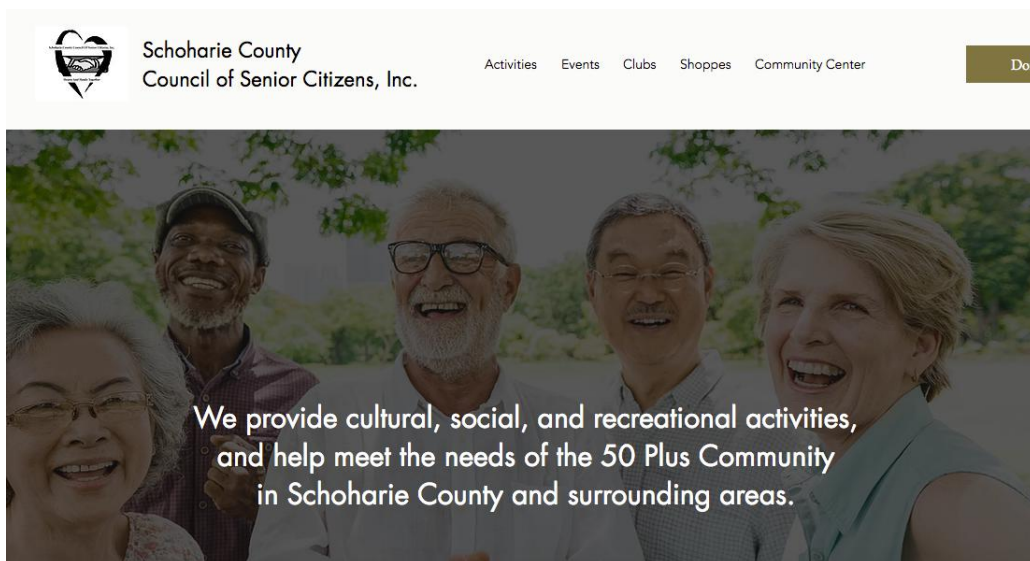 Schoharie County
Council of Senior Citizens, Inc.
Activities Events Clubs Shoppes Community Center
Do
We provide cultural, social, and recreational activities,
and help meet the needs of the 50 Plus Community
in Schoharie County and surrounding areas.